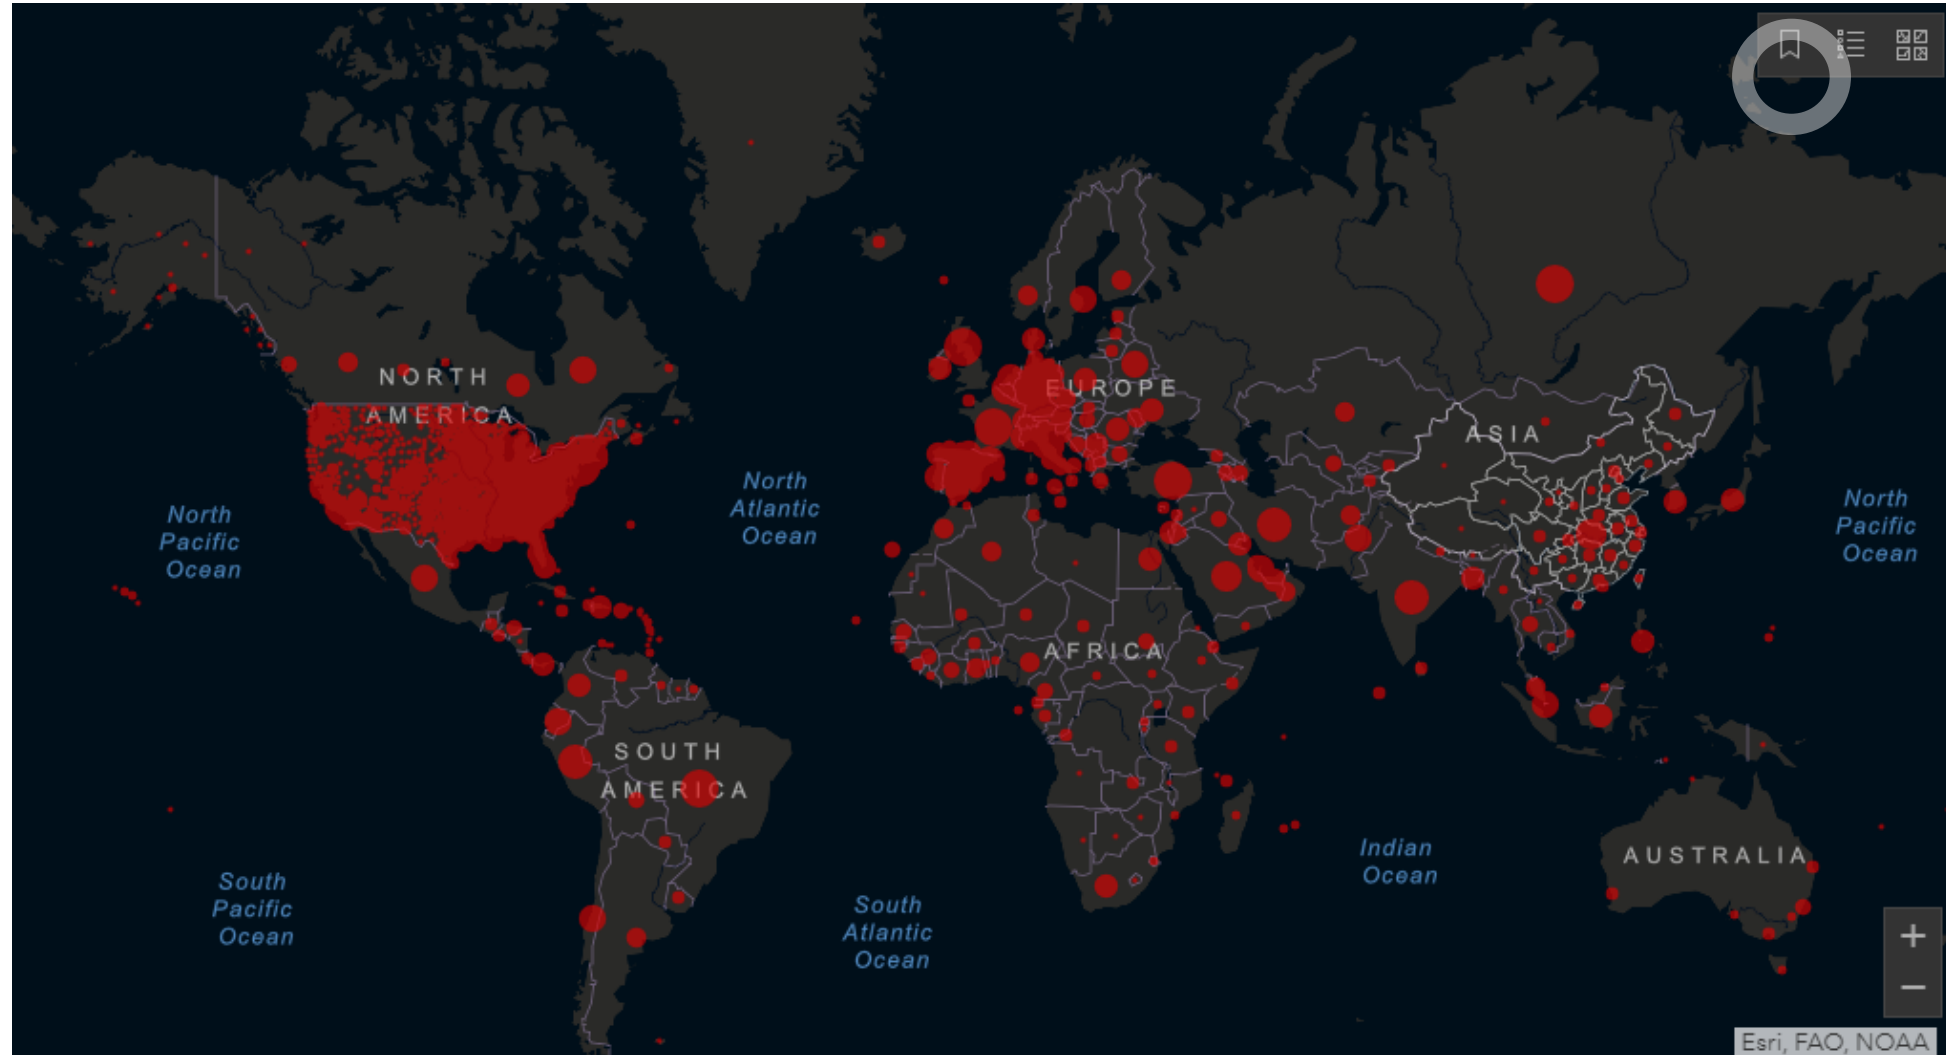 NORTH
AMERICA
EUROPE
ASIA
North
Atlantic
Ocean
North
Pacific
Ocean
North
Pacific
Ocean
AFRICA
SOUTH
AMERICA
Indian
Ocean
AUSTRALIA
South
Pacific
Ocean
South
Atlantic
Ocean
+
−
Esri, FAO, NOAA